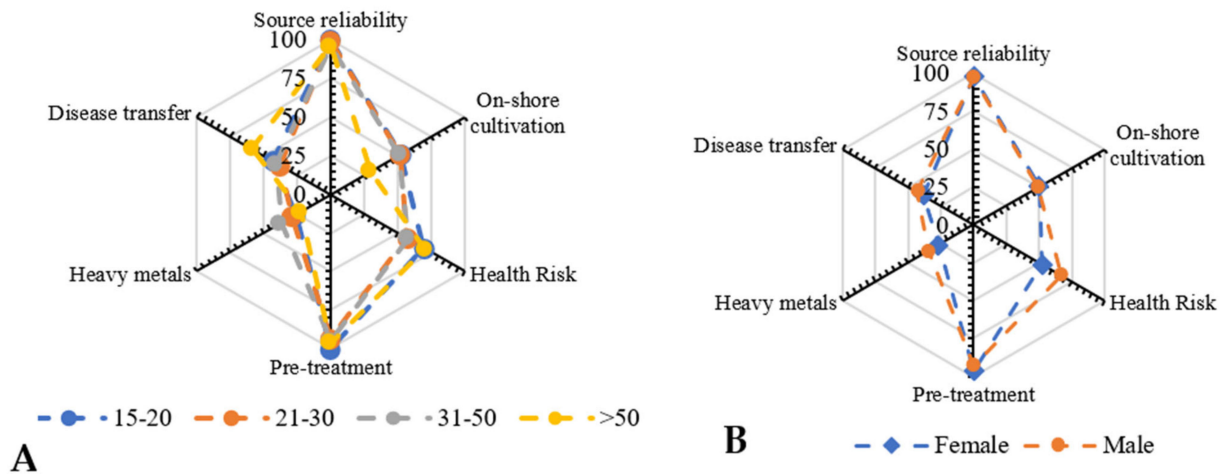 Source reliability
100
75
50
25
0
On-shore
cultivation
Disease transfer
Heavy metals
Health Risk
Pre-treatment
15-20
21-30
31-50
>50
A
Source reliability
100
75
50
25
0
On-shore
cultivation
Disease transfer
Heavy metals
Health Risk
Pre-treatment
Female
Male
B